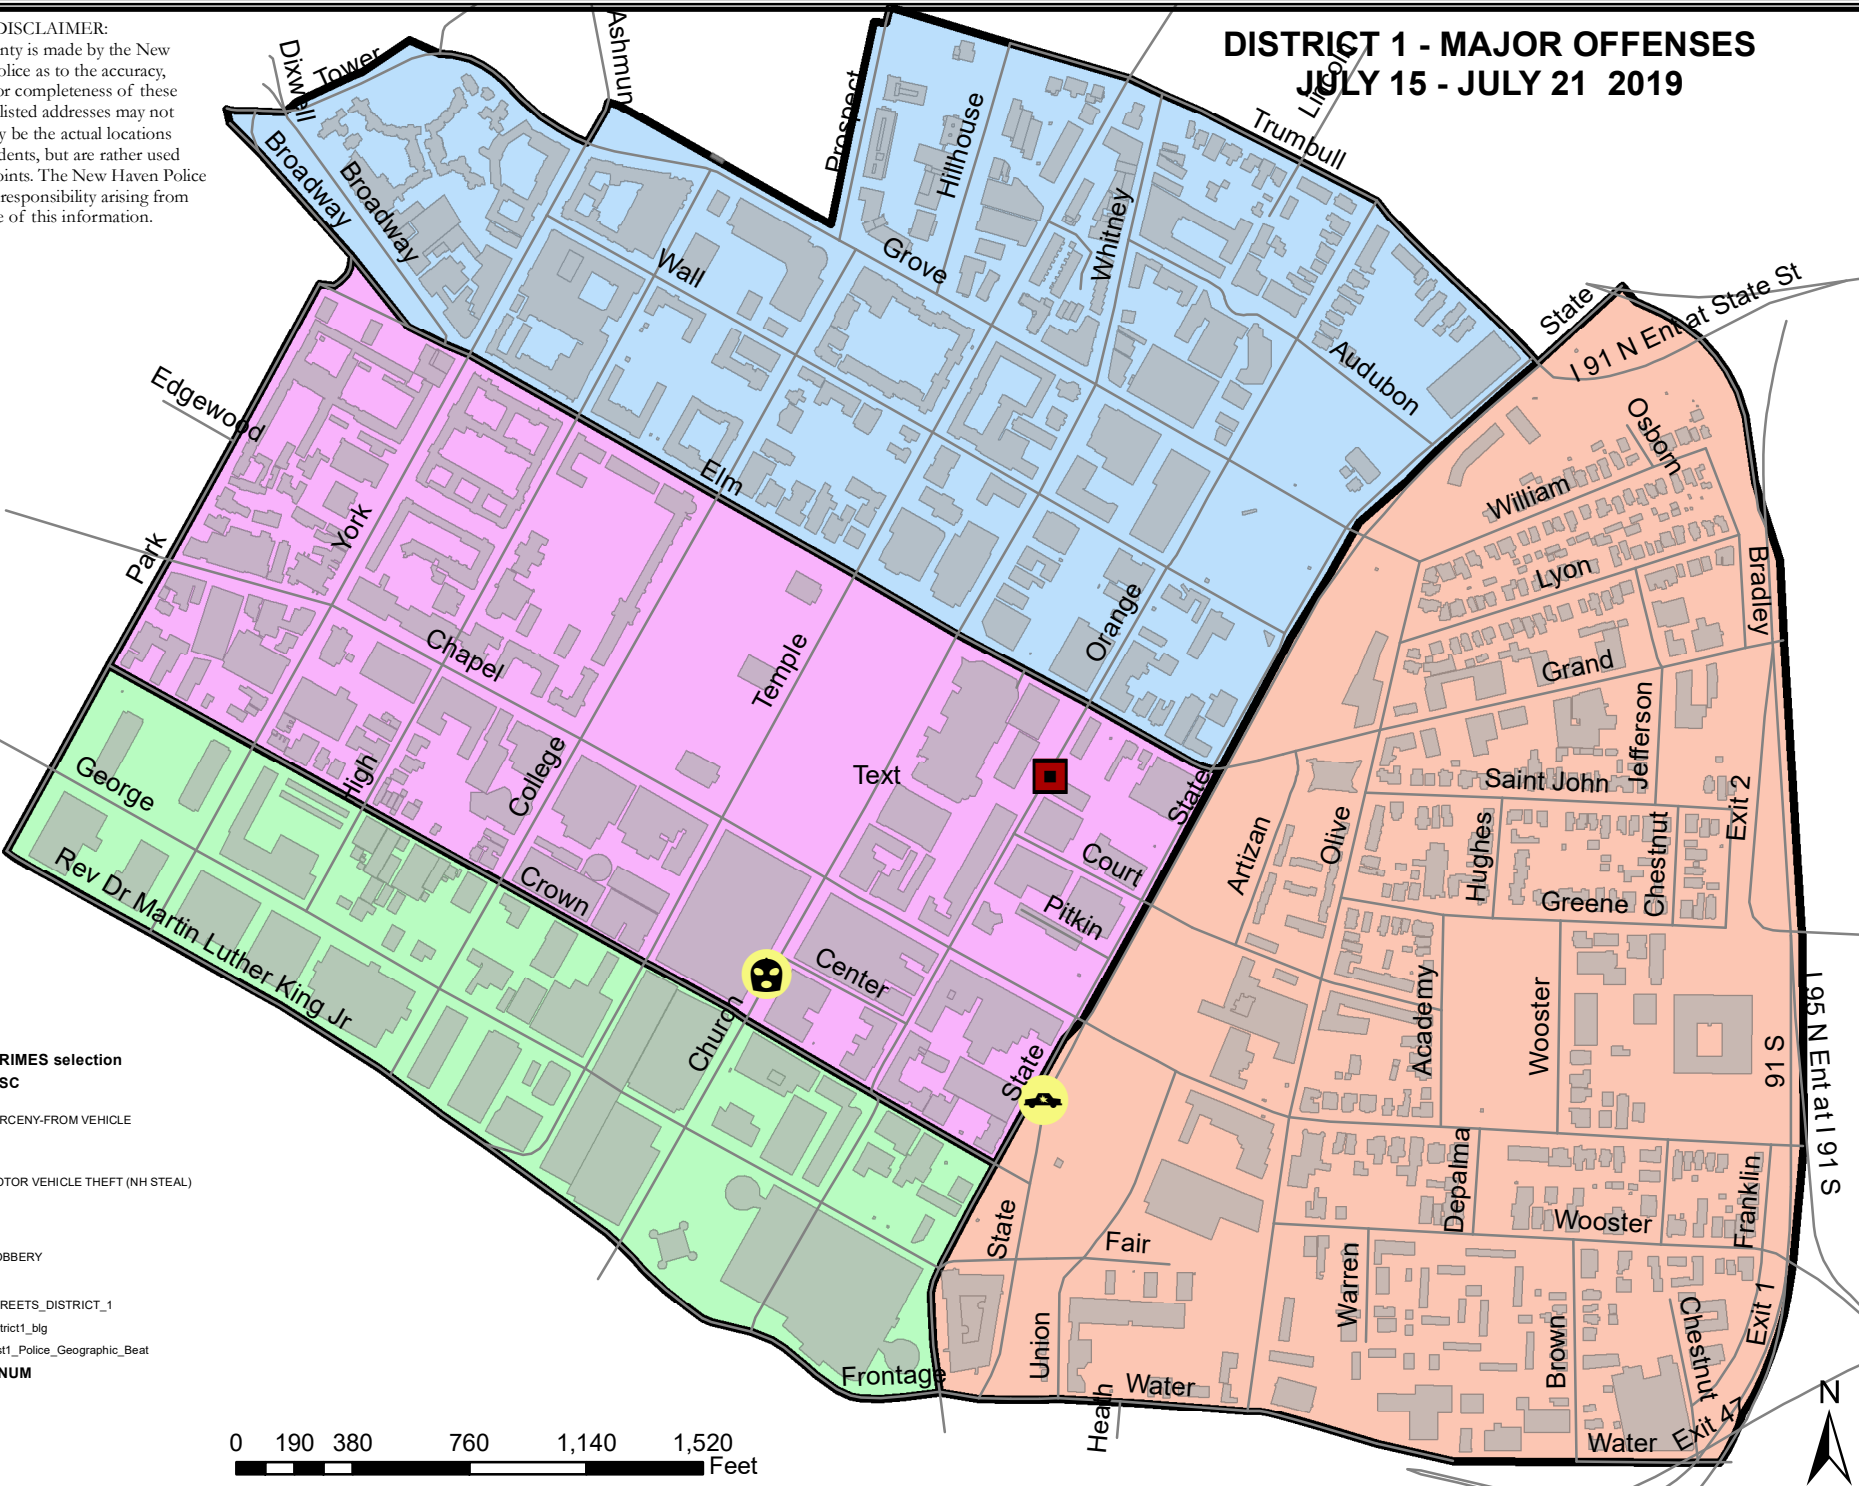 DISCLAIMER:
nty is made by the New
olice as to the accuracy,
or completeness of these
listed addresses may not
y be the actual locations
idents, but are rather used
oints. The New Haven Police
responsibility arising from
e of this information.
DISTRICT 1 - MAJOR OFFENSES
JULY 15 - JULY 21 2019
Dixwell
Tower
Ashmun
Prospect
Hillhouse
Lincoln
Trumbull
Broadway
Broadway
Whitney
Wall
Grove
State
I 91 N Ent at State St
Audubon
Edgewood
Osborn
Elm
William
York
Park
Lyon
Bradley
Orange
Chapel
Temple
Grand
Jefferson
George
High
College
Text
State
Saint John
Exit 2
Artizan
Olive
Hughes
Chestnut
Court
Crown
Greene
Pitkin
Rev Dr Martin Luther King Jr
Center
Academy
Wooster
I 95 N Ent at I 91 S
91 S
Church
State
Depalma
Franklin
State
Fair
Wooster
Warren
Union
Brown
Chestnut
Exit 1
Frontage
Water
Heath
Water
Exit 47
RIMES selection
SC
RCENY-FROM VEHICLE
OTOR VEHICLE THEFT (NH STEAL)
OBBERY
REETS_DISTRICT_1
trict1_blg
st1_Police_Geographic_Beat
NUM
0 190 380 760 1,140 1,520
Feet
N